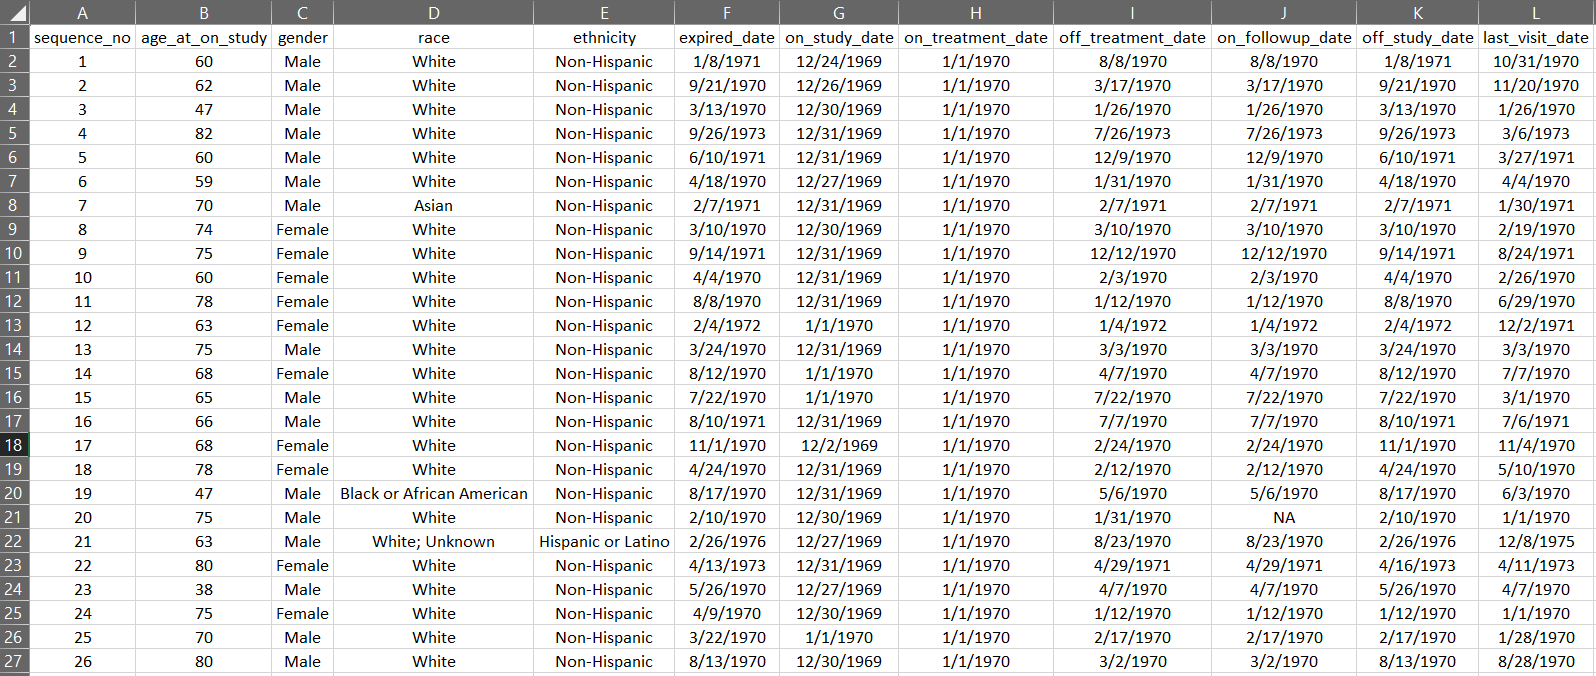 A B C D E F G H I J K L
1 sequence_no age_at_on_study gender race ethnicity expired_date on_study_date on_treatment_date off_treatment_date on_followup_date off_study_date last_visit_date
2 1 60 Male White Non-Hispanic 1/8/1971 12/24/1969 1/1/1970 8/8/1970 8/8/1970 1/8/1971 10/31/1970
3 2 62 Male White Non-Hispanic 9/21/1970 12/26/1969 1/1/1970 3/17/1970 3/17/1970 9/21/1970 11/20/1970
4 3 47 Male White Non-Hispanic 3/13/1970 12/30/1969 1/1/1970 1/26/1970 1/26/1970 3/13/1970 1/26/1970
5 4 82 Male White Non-Hispanic 9/26/1973 12/31/1969 1/1/1970 7/26/1973 7/26/1973 9/26/1973 3/6/1973
6 5 60 Male White Non-Hispanic 6/10/1971 12/31/1969 1/1/1970 12/9/1970 12/9/1970 6/10/1971 3/27/1971
7 6 59 Male White Non-Hispanic 4/18/1970 12/27/1969 1/1/1970 1/31/1970 1/31/1970 4/18/1970 4/4/1970
8 7 70 Male Asian Non-Hispanic 2/7/1971 12/31/1969 1/1/1970 2/7/1971 2/7/1971 2/7/1971 1/30/1971
9 8 74 Female White Non-Hispanic 3/10/1970 12/30/1969 1/1/1970 3/10/1970 3/10/1970 3/10/1970 2/19/1970
10 9 75 Female White Non-Hispanic 9/14/1971 12/31/1969 1/1/1970 12/12/1970 12/12/1970 9/14/1971 8/24/1971
11 10 60 Female White Non-Hispanic 4/4/1970 12/31/1969 1/1/1970 2/3/1970 2/3/1970 4/4/1970 2/26/1970
12 11 78 Female White Non-Hispanic 8/8/1970 12/31/1969 1/1/1970 1/12/1970 1/12/1970 8/8/1970 6/29/1970
13 12 63 Female White Non-Hispanic 2/4/1972 1/1/1970 1/1/1970 1/4/1972 1/4/1972 2/4/1972 12/2/1971
14 13 75 Male White Non-Hispanic 3/24/1970 12/31/1969 1/1/1970 3/3/1970 3/3/1970 3/24/1970 3/3/1970
15 14 68 Female White Non-Hispanic 8/12/1970 1/1/1970 1/1/1970 4/7/1970 4/7/1970 8/12/1970 7/7/1970
16 15 65 Male White Non-Hispanic 7/22/1970 1/1/1970 1/1/1970 7/22/1970 7/22/1970 7/22/1970 3/1/1970
17 16 66 Male White Non-Hispanic 8/10/1971 12/31/1969 1/1/1970 7/7/1970 7/7/1970 8/10/1971 7/6/1971
18 17 68 Female White Non-Hispanic 11/1/1970 12/2/1969 1/1/1970 2/24/1970 2/24/1970 11/1/1970 11/4/1970
19 18 78 Female White Non-Hispanic 4/24/1970 12/31/1969 1/1/1970 2/12/1970 2/12/1970 4/24/1970 5/10/1970
20 19 47 Male Black or African American Non-Hispanic 8/17/1970 12/31/1969 1/1/1970 5/6/1970 5/6/1970 8/17/1970 6/3/1970
21 20 75 Male White Non-Hispanic 2/10/1970 12/30/1969 1/1/1970 1/31/1970 NA 2/10/1970 1/1/1970
22 21 63 Male White; Unknown Hispanic or Latino 2/26/1976 12/27/1969 1/1/1970 8/23/1970 8/23/1970 2/26/1976 12/8/1975
23 22 80 Female White Non-Hispanic 4/13/1973 12/31/1969 1/1/1970 4/29/1971 4/29/1971 4/16/1973 4/11/1973
24 23 38 Male White Non-Hispanic 5/26/1970 12/27/1969 1/1/1970 4/7/1970 4/7/1970 5/26/1970 4/7/1970
25 24 75 Female White Non-Hispanic 4/9/1970 12/30/1969 1/1/1970 1/12/1970 1/12/1970 1/12/1970 1/1/1970
26 25 70 Male White Non-Hispanic 3/22/1970 1/1/1970 1/1/1970 2/17/1970 2/17/1970 2/17/1970 1/28/1970
27 26 80 Male White Non-Hispanic 8/13/1970 12/30/1969 1/1/1970 3/2/1970 3/2/1970 8/13/1970 8/28/1970